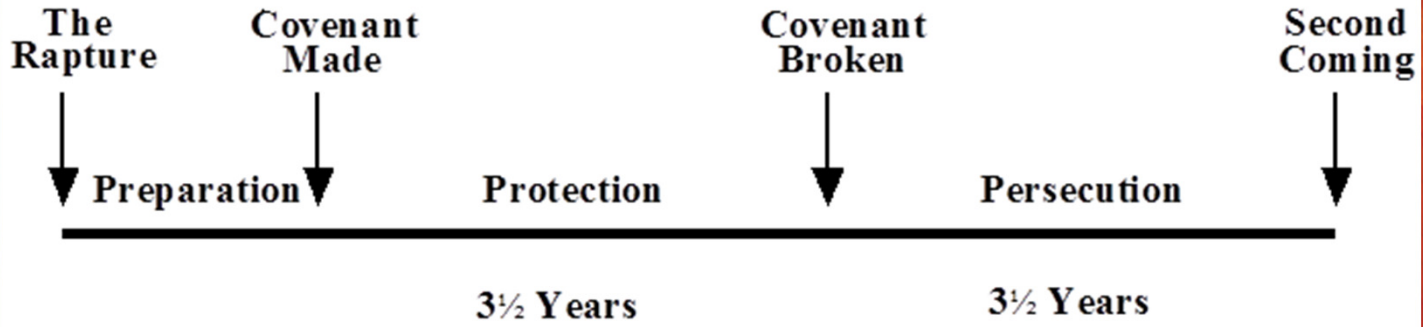 The
Rapture
Covenant
Made
Covenant
Broken
Second
Coming
Preparation
Protection
Persecution
3½ Years
3½ Years